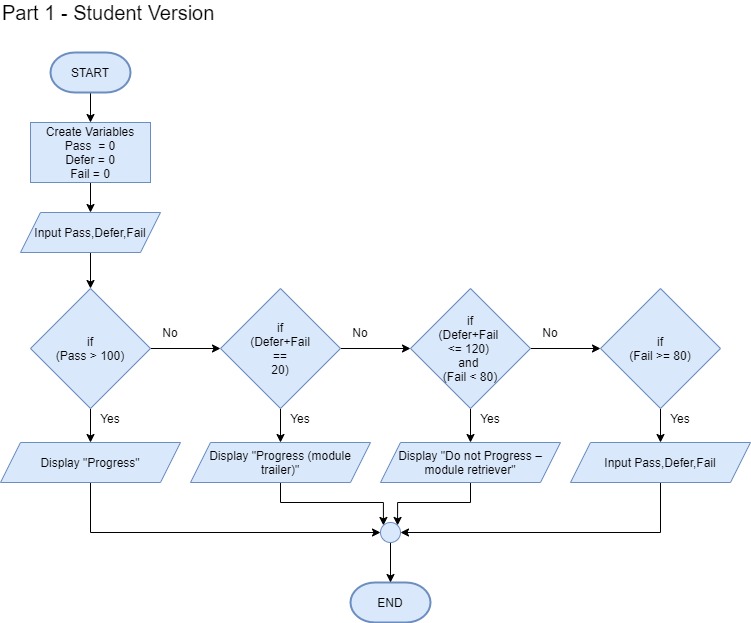 Part 1 - Student Version
START
Create Variables
Pass = 0
Defer = 0
Fail = 0
Input Pass,Defer,Fail
if
(Pass > 100)
No
if
(Defer+Fail
==
20)
No
if
(Defer+Fail
<= 120)
and
(Fail < 80)
No
if
(Fail >= 80)
Yes
Yes
Yes
Yes
Display "Progress"
Display "Progress (module
trailer)"
Display "Do not Progress –
module retriever"
Input Pass,Defer,Fail
END